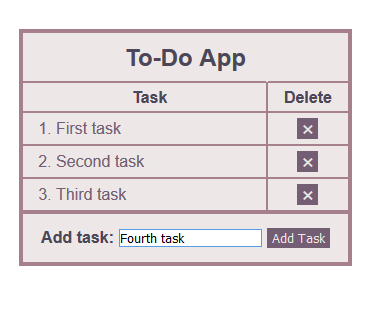 To-Do App
Task Delete
1. First task ×
2. Second task ×
3. Third task ×
Add task: Fourth task Add Task